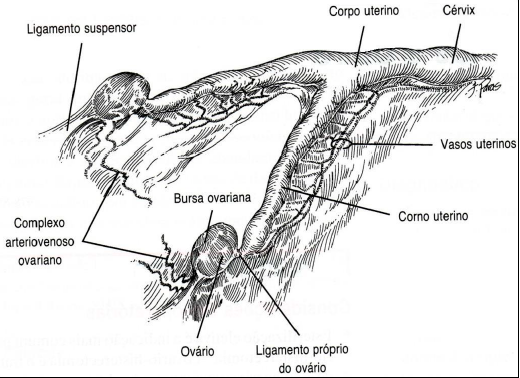 Corpo uterino
Cérvix
Ligamento suspensor
Vasos uterinos
Bursa ovariana
Corno uterino
Complexo
arteriovenoso
ovariano
Ovário
Ligamento próprio
do ovário